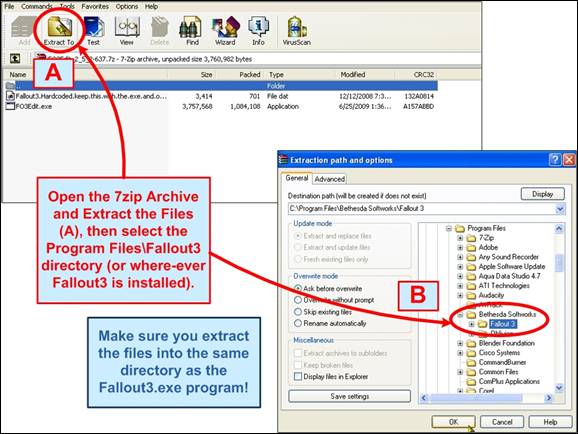 File Commands Tools Favorites Options Help
Add Extract To Test View Delete Find Wizard Info VirusScan
7z - 7-Zip archive, unpacked size 3,760,982 bytes
Name Size Packed Type Modified CRC32
.. Folder
Fallout3.Hardcoded.keep.this.with.the.exe.and.o... 3,414 701 File dat 12/12/2008 7:3... 132A0814
FO3Edit.exe 3,757,568 1,084,108 Application 6/25/2009 1:36... A157ABBD
A
Open the 7zip Archive
and Extract the Files
(A), then select the
Program Files\Fallout3
directory (or where-ever
Fallout3 is installed).
Make sure you extract
the files into the same
directory as the
Fallout3.exe program!
Extraction path and options
General Advanced
Destination path (will be created if does not exist)
Display
C:\Program Files\Bethesda Softworks\Fallout 3
Update mode
Extract and replace files
Extract and update files
Fresh existing files only
Overwrite mode
Ask before overwrite
Overwrite without prompt
Skip existing files
Rename automatically
Miscellaneous
Extract archives to subfolders
Keep broken files
Display files in Explorer
Save settings
B
Program Files
7-Zip
Adobe
Any Sound Recorder
Apple Software Update
Aqua Data Studio 4.7
ATI Technologies
Audacity
Bethesda Softworks
Fallout 3
Oblivion
Blender Foundation
Cisco Systems
CommandBurner
Common Files
ComPlus Applications
Corel
OK Cancel Help